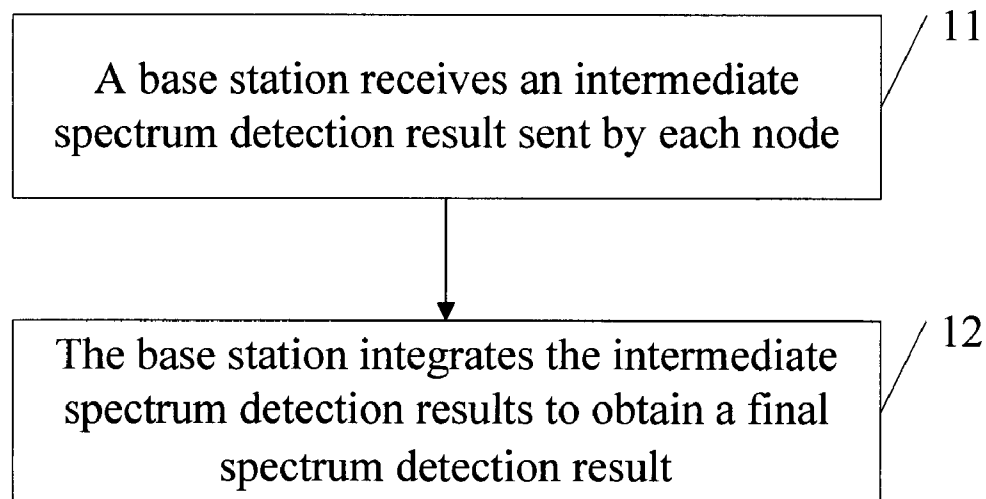 11
A base station receives an intermediate
spectrum detection result sent by each node
12
The base station integrates the intermediate
spectrum detection results to obtain a final
spectrum detection result